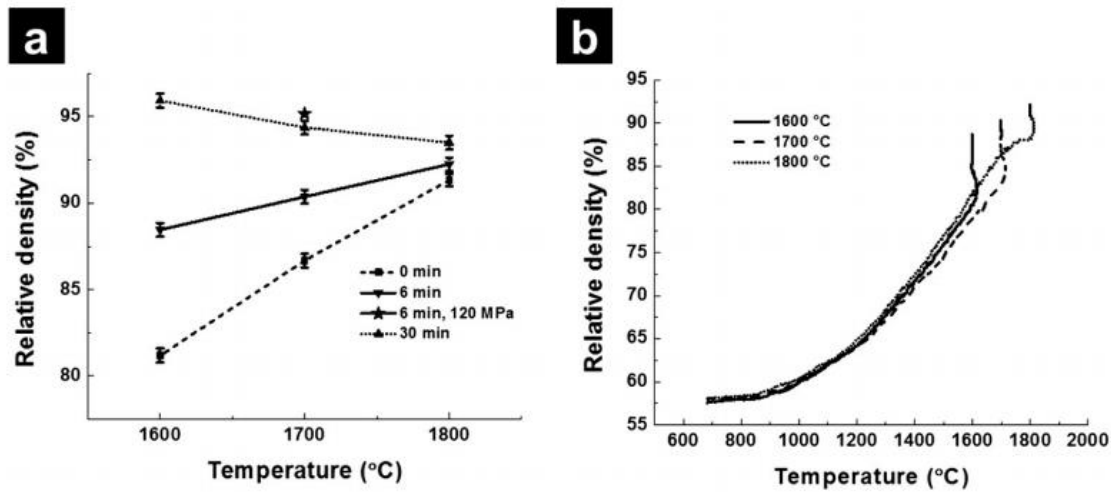 a
Relative density (%)
95
90
85
80
0 min
6 min
6 min, 120 MPa
30 min
1600
1700
1800
Temperature (°C)
b
Relative density (%)
95
90
85
80
75
70
65
60
55
1600 °C
1700 °C
1800 °C
600
800
1000
1200
1400
1600
1800
2000
Temperature (°C)